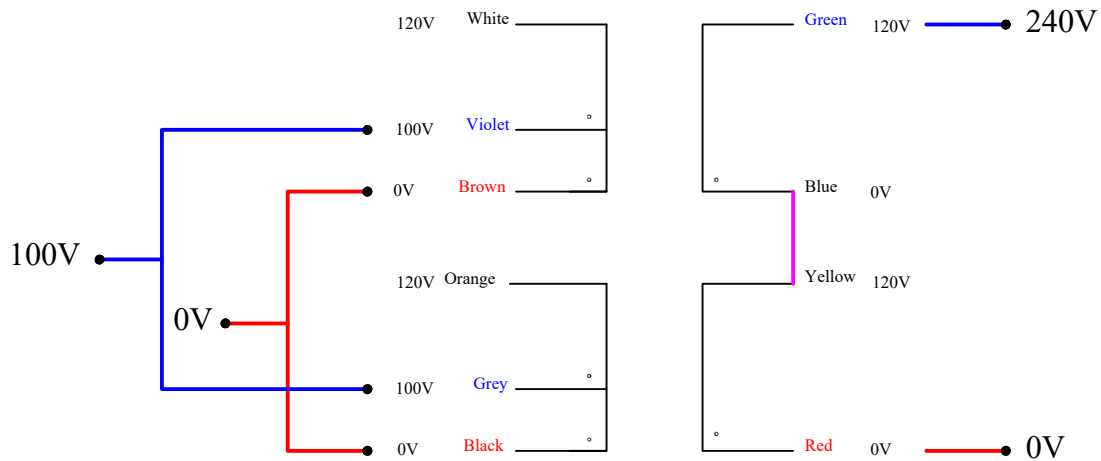 120V White Green 120V 240V
100V Violet
0V Brown Blue 0V
100V
120V Orange Yellow 120V
0V
100V Grey
0V Black Red 0V 0V